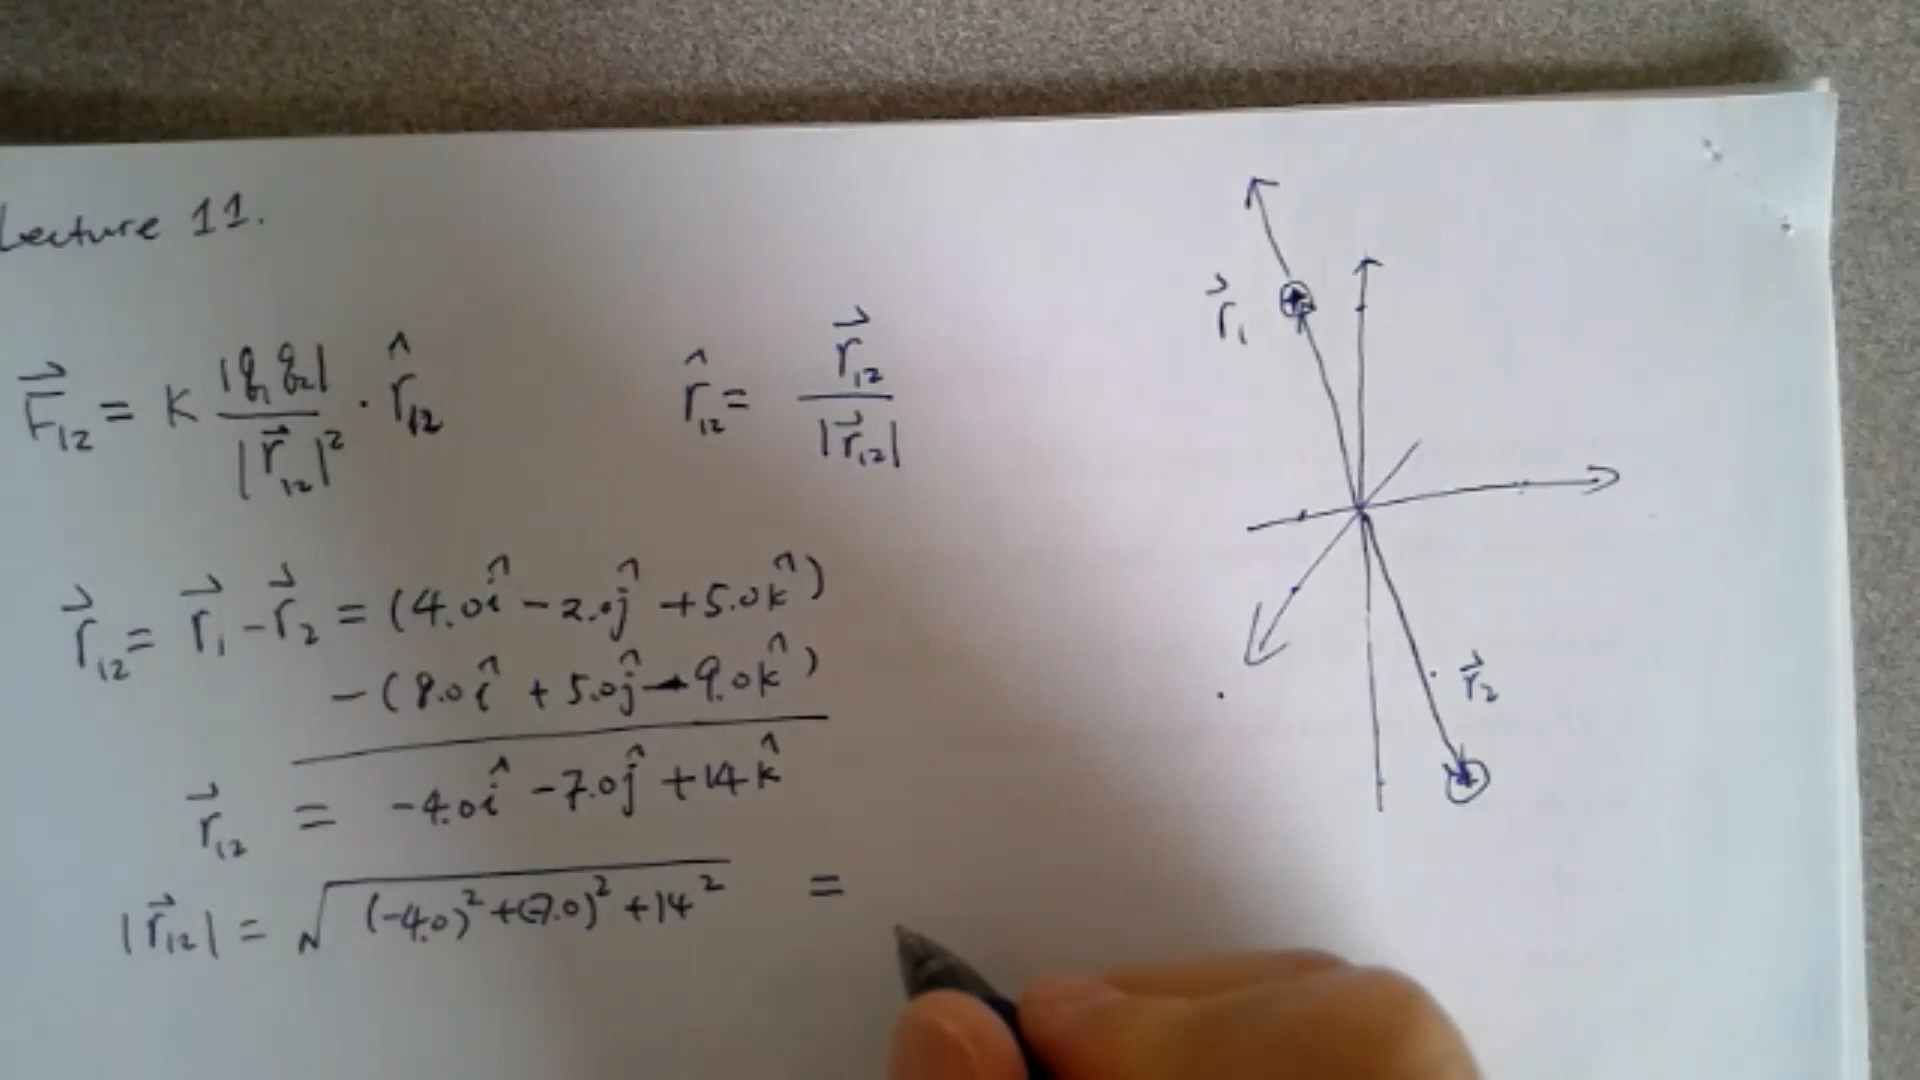 Lecture 11.
F⃗₁₂ = K |q₁q₂| / |r⃗₁₂|² · r̂₁₂
r̂₁₂ = r⃗₁₂ / |r⃗₁₂|
r⃗₁₂ = r⃗₁ - r⃗₂ = (4.0î - 2.0ĵ + 5.0k̂)
- (8.0î + 5.0ĵ - 9.0k̂)
r⃗₁₂ = -4.0î - 7.0ĵ + 14k̂
|r⃗₁₂| = √((-4.0)² + (-7.0)² + 14²) =
r⃗₁
r⃗₂